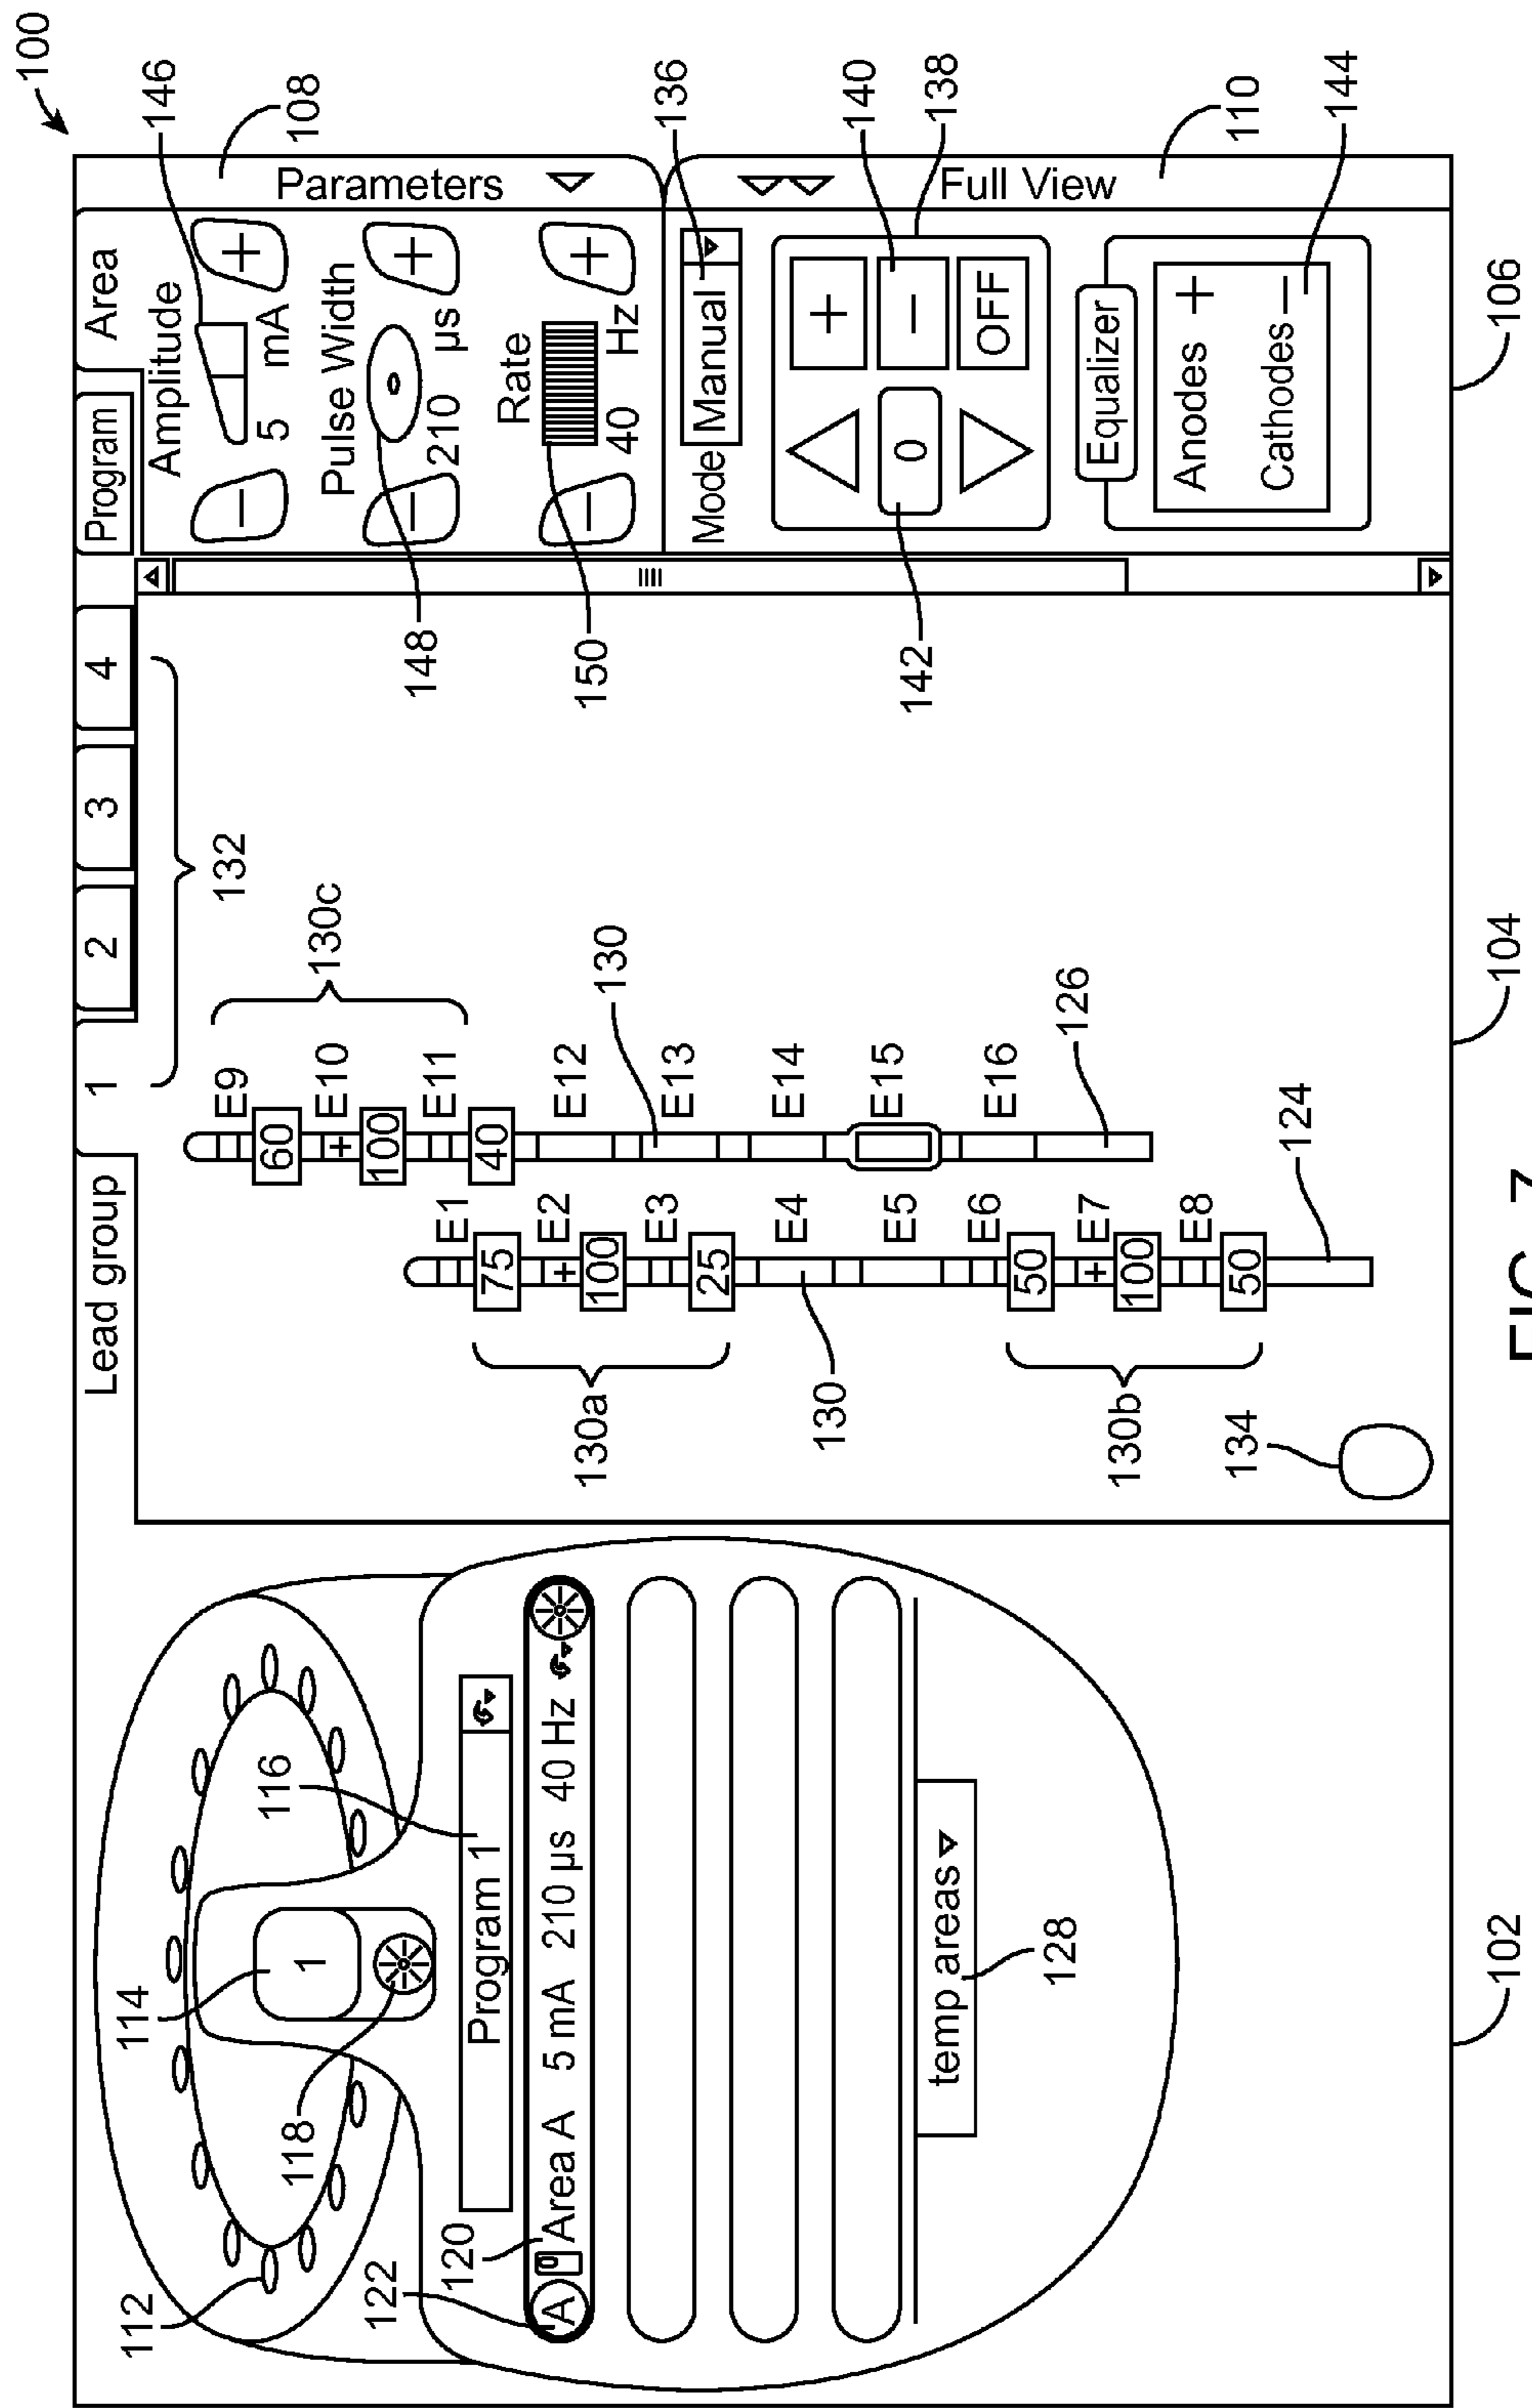 100
Lead group 1 2 3 4
Program Area
146
108
Amplitude
− +
5 mA
Pulse Width
− +
210 µs
148
Rate
− +
40 Hz
150
Parameters
136
Mode Manual
140
138
+
−
OFF
0
142
Full View
110
Equalizer
Anodes +
Cathodes −
144
132
130c
E9
60
E10
+
100
E11
40
E12
130
E13
E14
E15
E16
126
E1
75
E2
+
100
E3
25
E4
E5
E6
50
E7
+
100
E8
50
124
130a
130
130b
134
112
114
1
116
118
Program 1
120
122
A Area A 5 mA 210 µs 40 Hz
temp areas
128
102
104
106